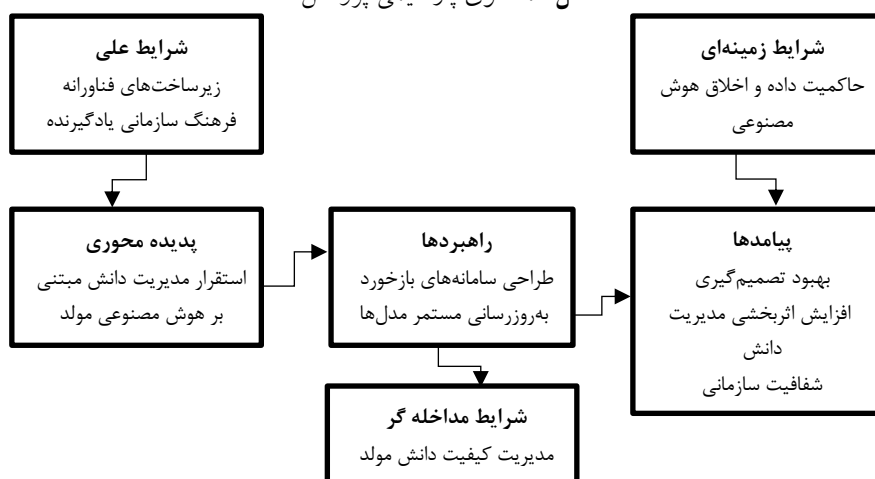 شرایط زمینه‌ای
حاکمیت داده و اخلاق هوش
مصنوعی
شرایط علی
زیرساخت‌های فناورانه
فرهنگ سازمانی یادگیرنده
پیامدها
بهبود تصمیم‌گیری
افزایش اثربخشی مدیریت
دانش
شفافیت سازمانی
راهبردها
طراحی سامانه‌های بازخورد
به‌روزرسانی مستمر مدل‌ها
پدیده محوری
استقرار مدیریت دانش مبتنی
بر هوش مصنوعی مولد
شرایط مداخله گر
مدیریت کیفیت دانش مولد